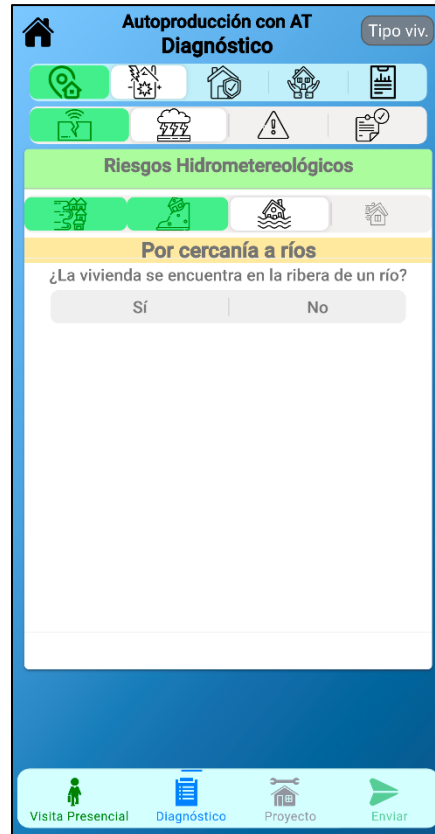 Autoproducción con AT
Diagnóstico
Tipo viv.
Riesgos Hidrometereológicos
Por cercanía a ríos
¿La vivienda se encuentra en la ribera de un río?
Sí
No
Visita Presencial
Diagnóstico
Proyecto
Enviar